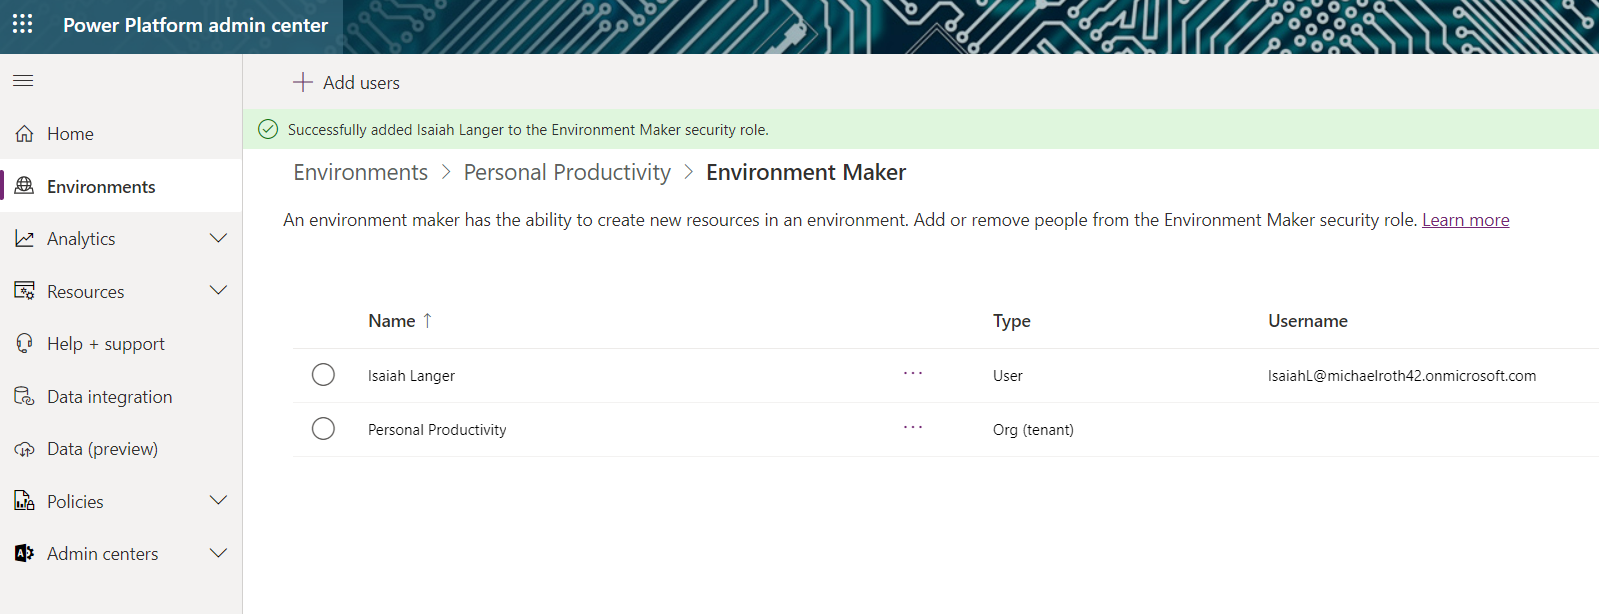 Power Platform admin center
Add users
Successfully added Isaiah Langer to the Environment Maker security role.
Home
Environments
Analytics
Resources
Help + support
Data integration
Data (preview)
Policies
Admin centers
Environments > Personal Productivity > Environment Maker
An environment maker has the ability to create new resources in an environment. Add or remove people from the Environment Maker security role. Learn more
Name ↑ Type Username
Isaiah Langer ... User IsaiahL@michaelroth42.onmicrosoft.com
Personal Productivity ... Org (tenant)